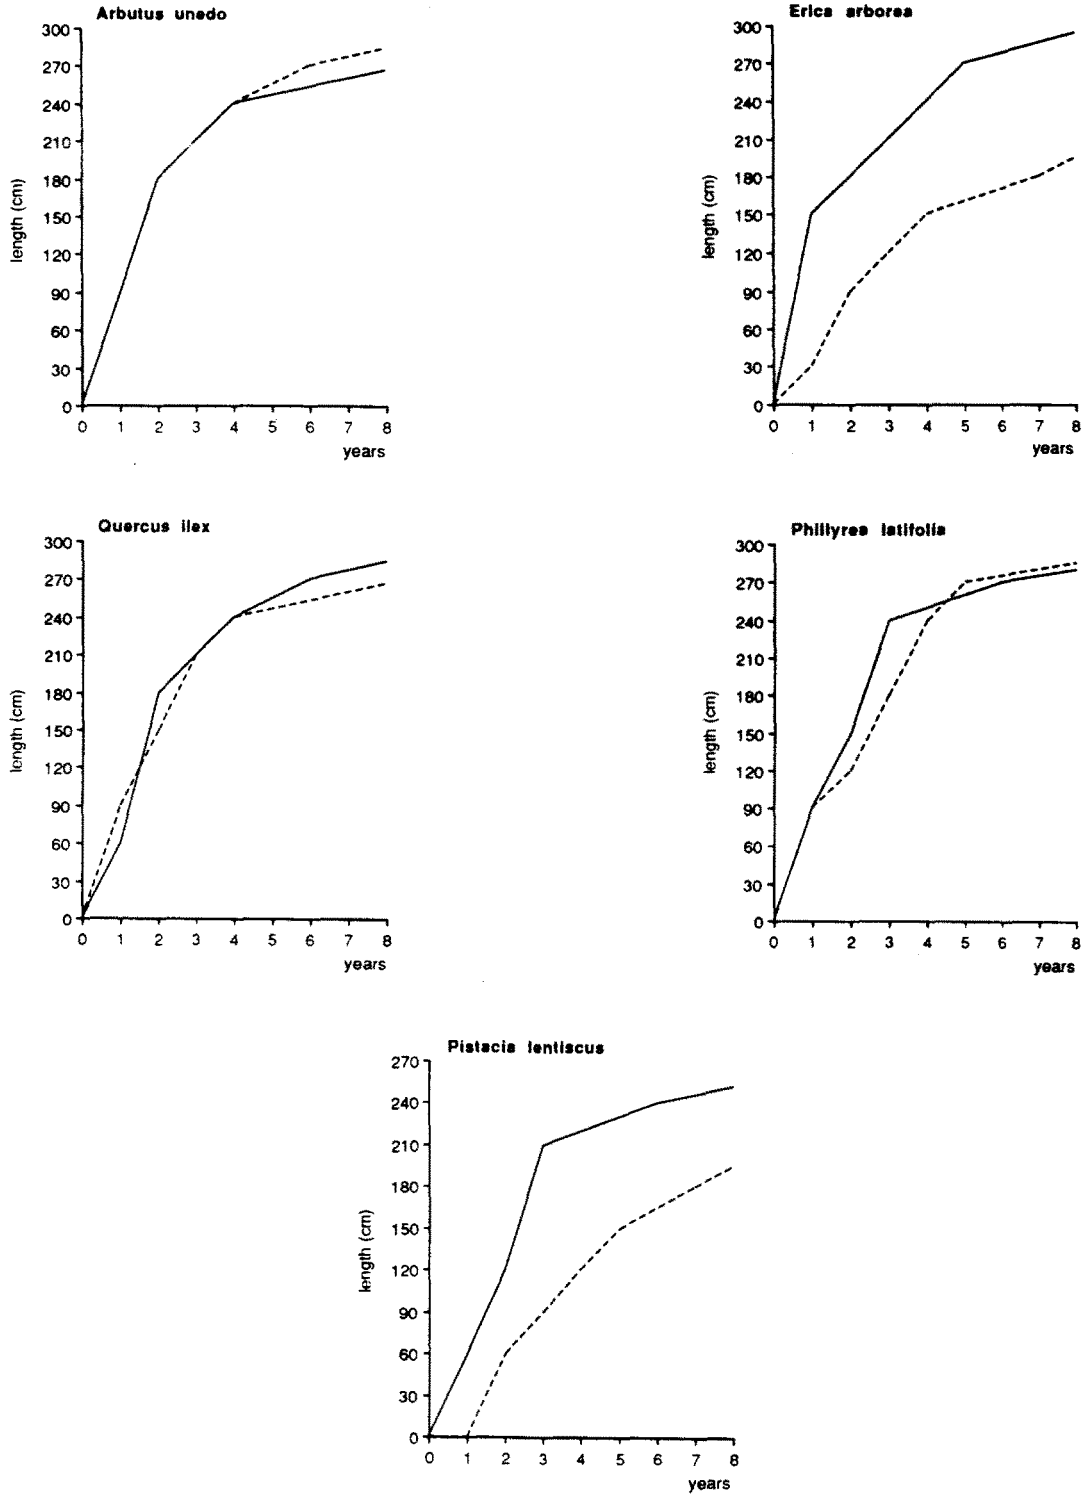 Arbutus unedo
300
270
240
210
180
150
120
90
60
30
0
length (cm)
0 1 2 3 4 5 6 7 8
years
Erica arborea
300
270
240
210
180
150
120
90
60
30
0
length (cm)
0 1 2 3 4 5 6 7 8
years
Quercus ilex
300
270
240
210
180
150
120
90
60
30
0
length (cm)
0 1 2 3 4 5 6 7 8
years
Phillyrea latifolia
300
270
240
210
180
150
120
90
60
30
0
length (cm)
0 1 2 3 4 5 6 7 8
years
Pistacia lentiscus
270
240
210
180
150
120
90
60
30
0
length (cm)
0 1 2 3 4 5 6 7 8
years